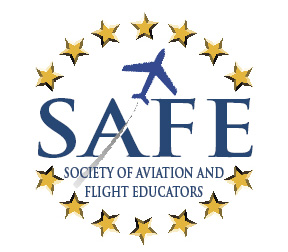 SAFE
SOCIETY OF AVIATION AND
FLIGHT EDUCATORS